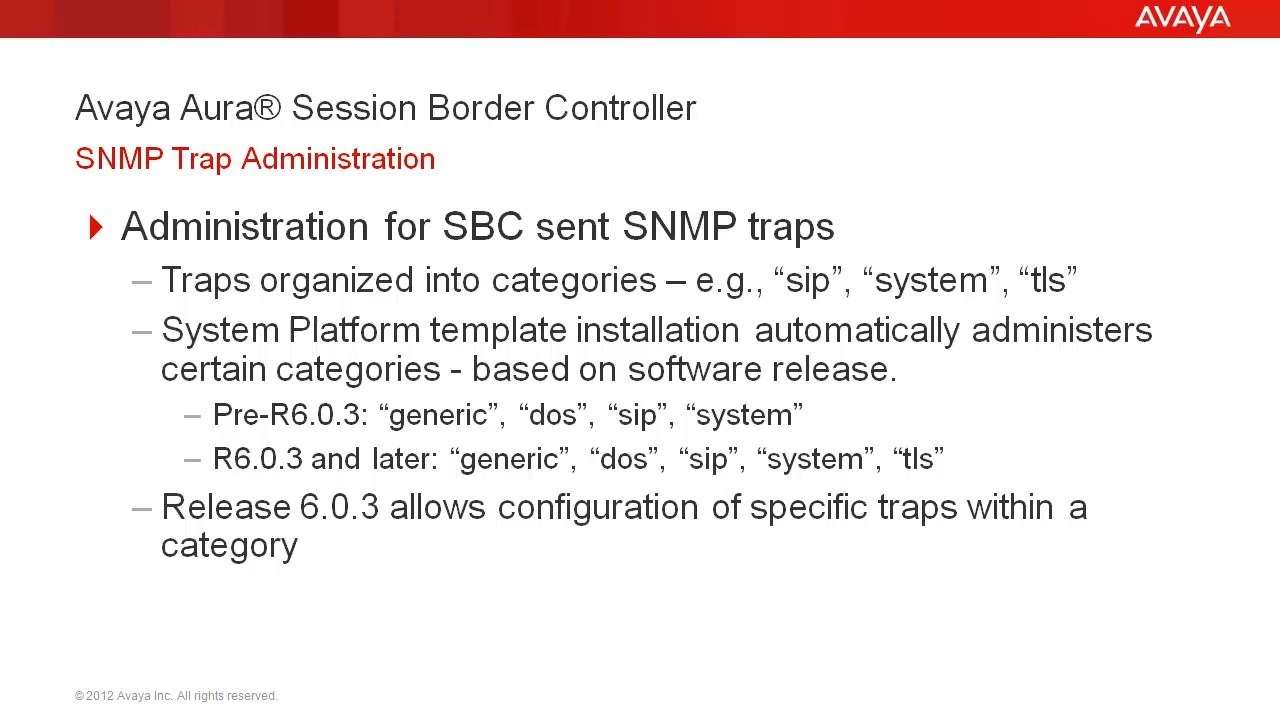 AVAYA
Avaya Aura® Session Border Controller
SNMP Trap Administration
Administration for SBC sent SNMP traps
– Traps organized into categories – e.g., “sip”, “system”, “tls”
– System Platform template installation automatically administers
certain categories - based on software release.
– Pre-R6.0.3: “generic”, “dos”, “sip”, “system”
– R6.0.3 and later: “generic”, “dos”, “sip”, “system”, “tls”
– Release 6.0.3 allows configuration of specific traps within a
category
© 2012 Avaya Inc. All rights reserved.